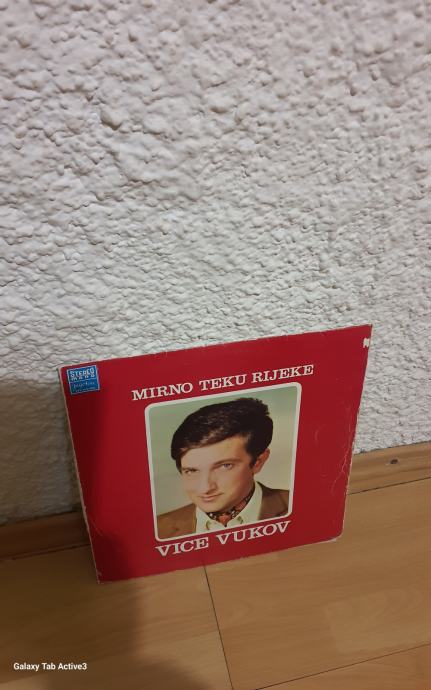 STEREO
MIRNO TEKU RIJEKE
VICE VUKOV
Galaxy Tab Active3